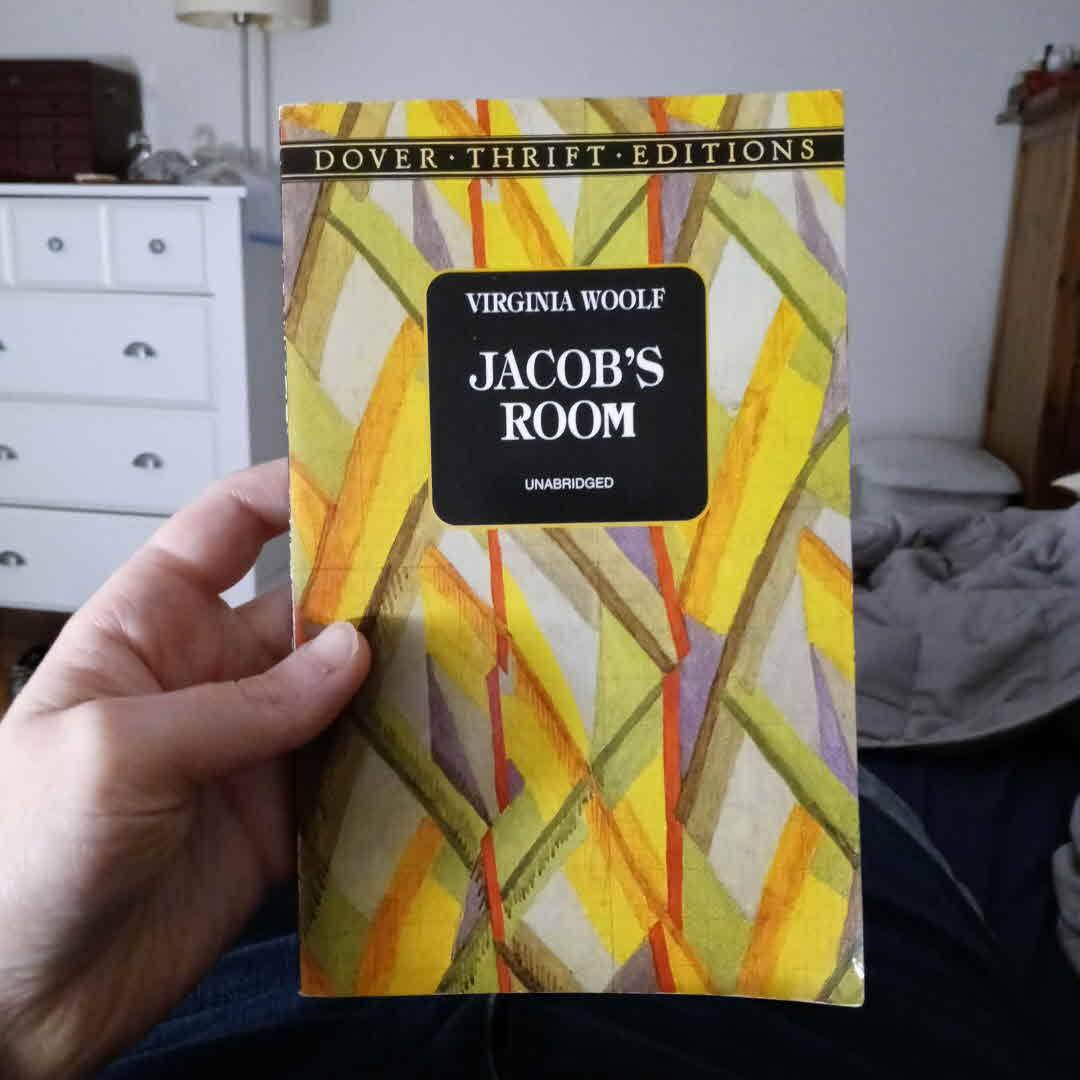 DOVER · THRIFT · EDITIONS
VIRGINIA WOOLF
JACOB'S
ROOM
UNABRIDGED